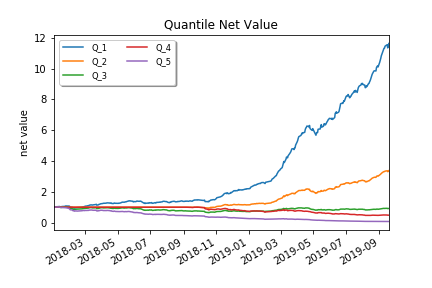 Quantile Net Value
net value
12
10
8
6
4
2
0
Q_1
Q_2
Q_3
Q_4
Q_5
2018-03
2018-05
2018-07
2018-09
2018-11
2019-01
2019-03
2019-05
2019-07
2019-09